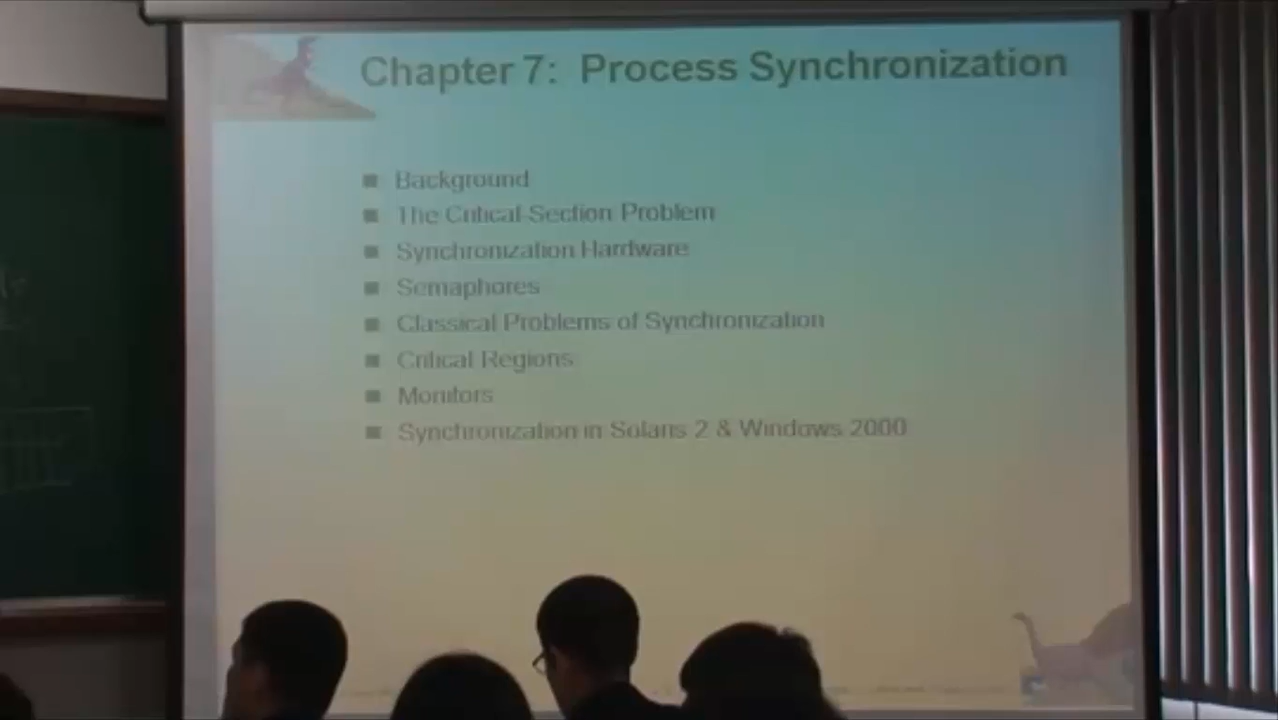 Chapter 7: Process Synchronization
Background
The Critical-Section Problem
Synchronization Hardware
Semaphores
Classical Problems of Synchronization
Critical Regions
Monitors
Synchronization in Solaris 2 & Windows 2000